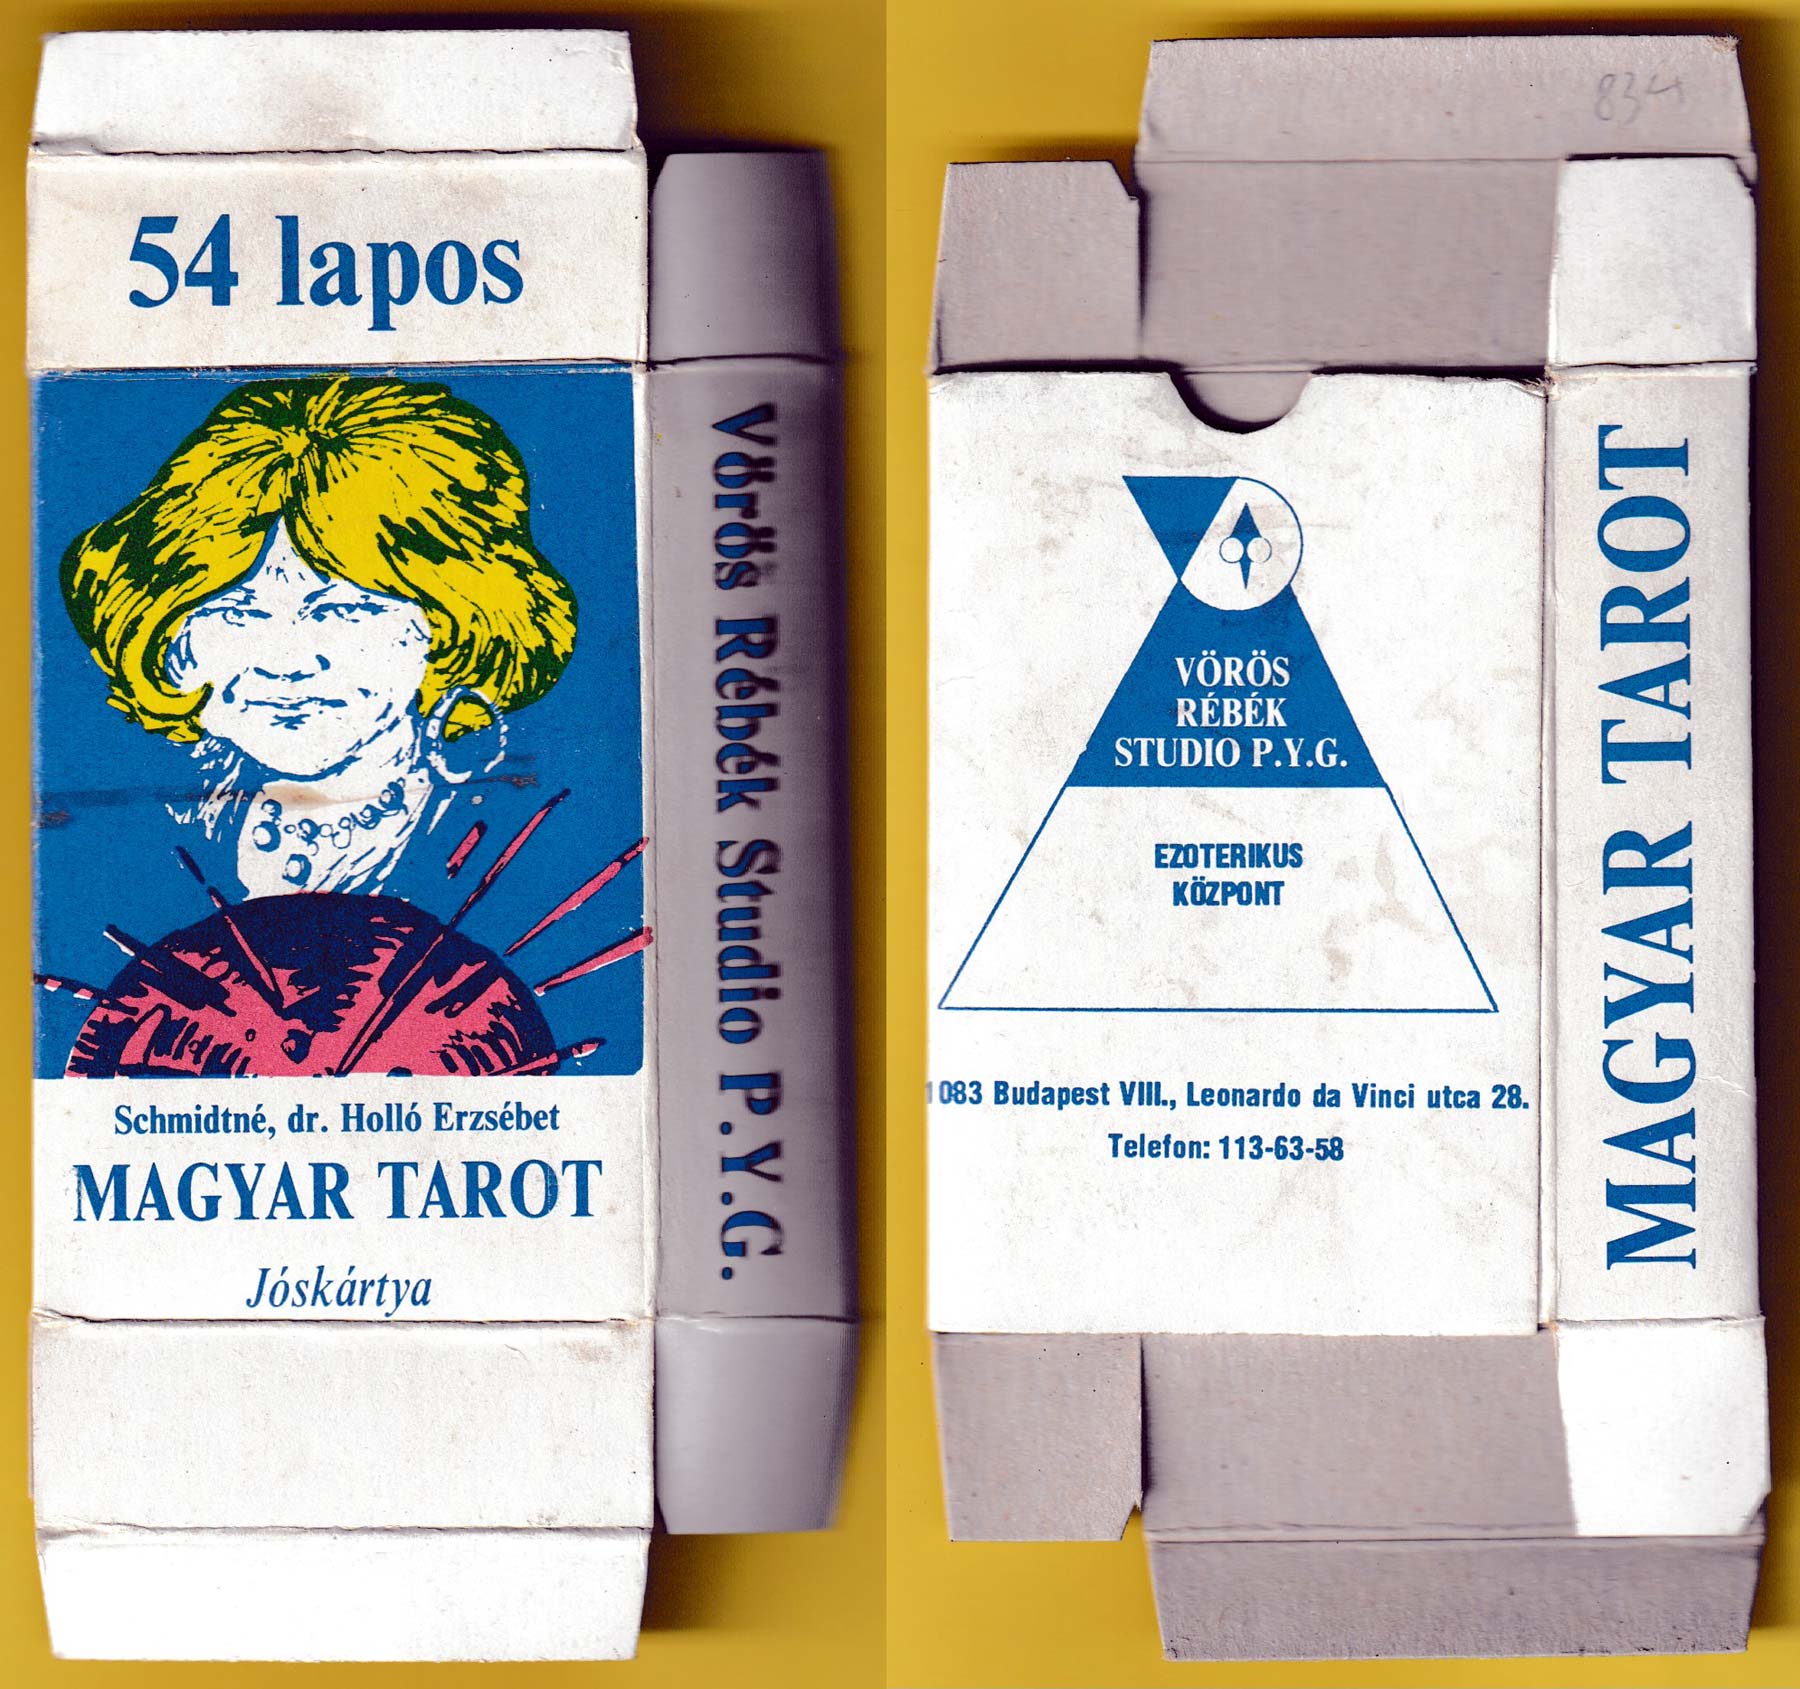 54 lapos
Schmidtné, dr. Holló Erzsébet
MAGYAR TAROT
Jóskártya
Vörös Rébék Studio P.Y.G.
VÖRÖS
RÉBÉK
STUDIO P.Y.G.
EZOTERIKUS
KÖZPONT
1083 Budapest VIII., Leonardo da Vinci utca 28.
Telefon: 113-63-58
MAGYAR TAROT